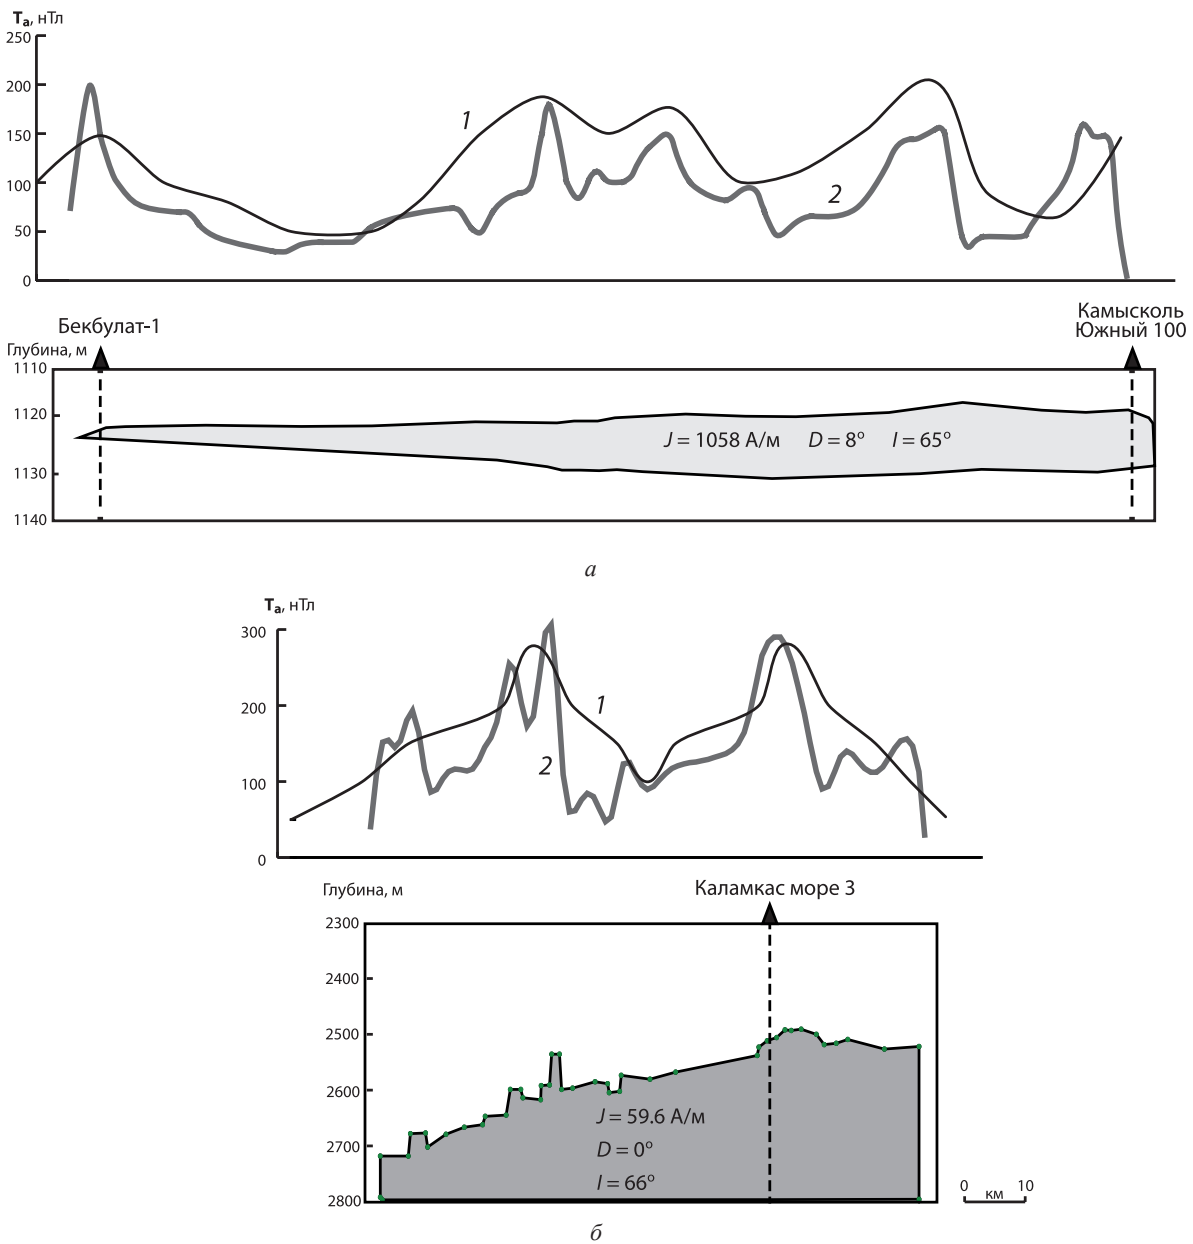 Tₐ, нТл
250
200
150
100
50
0
1
2
Бекбулат-1
Камысколь
Южный 100
Глубина, м
1110
1120
1130
1140
J = 1058 А/м D = 8° I = 65°
а
Tₐ, нТл
300
200
100
0
1
2
Глубина, м
Каламкас море 3
2300
2400
2500
2600
2700
2800
J = 59.6 А/м
D = 0°
I = 66°
0 км 10
б